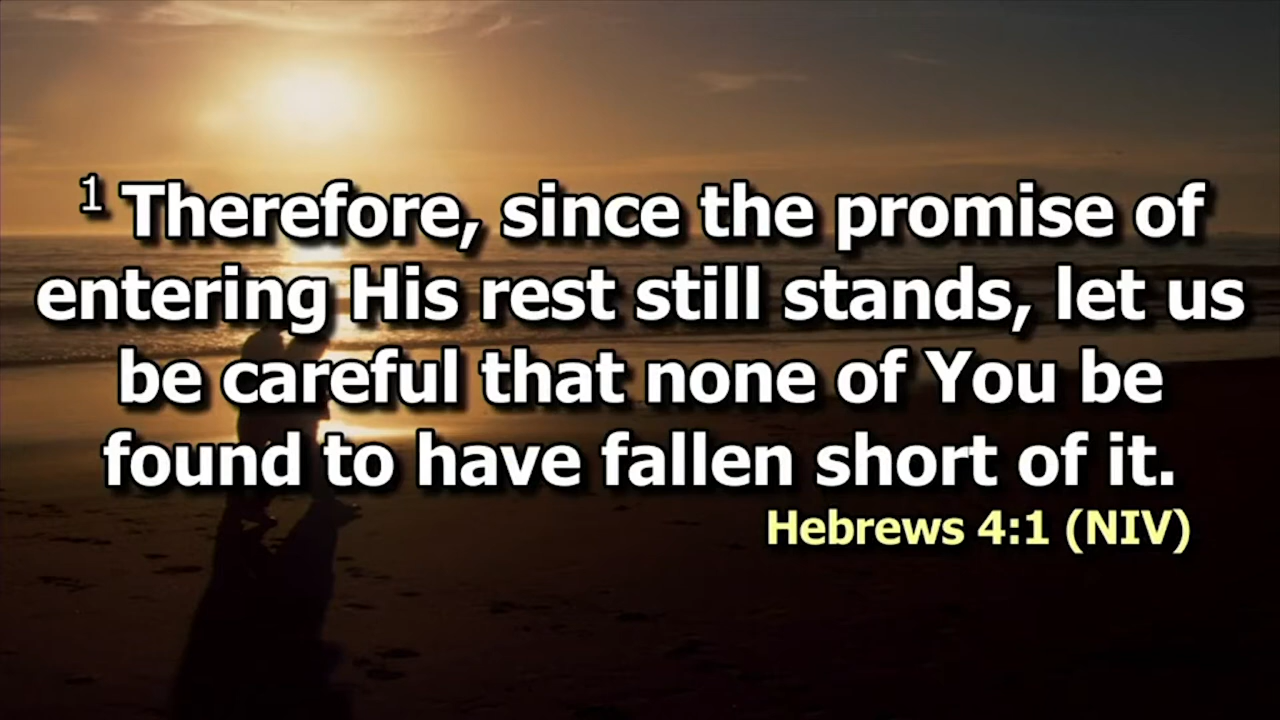 1 Therefore, since the promise of
entering His rest still stands, let us
be careful that none of You be
found to have fallen short of it.
Hebrews 4:1 (NIV)